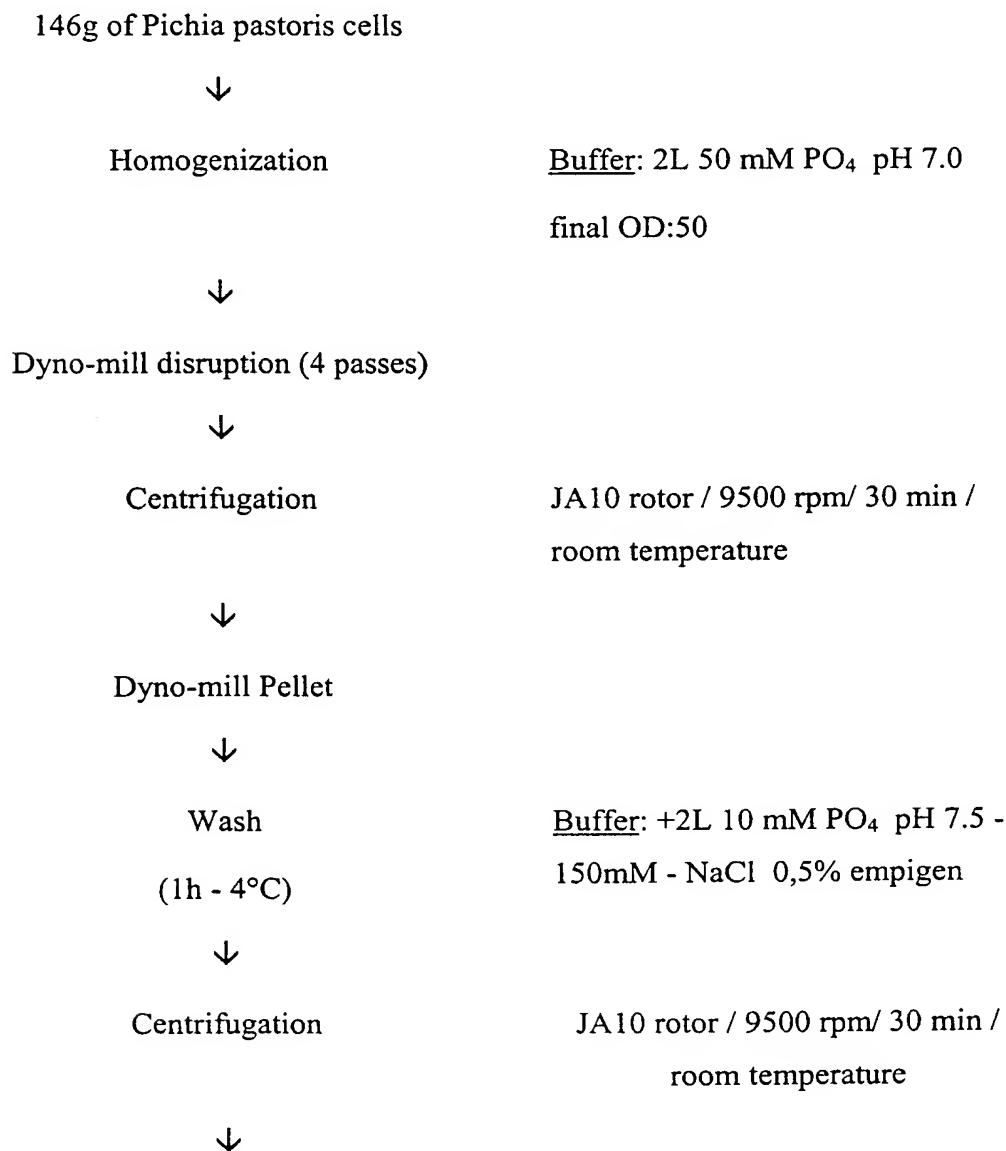 146g of Pichia pastoris cells
↓
Homogenization Buffer: 2L 50 mM PO₄ pH 7.0
final OD:50
↓
Dyno-mill disruption (4 passes)
↓
Centrifugation JA10 rotor / 9500 rpm/ 30 min /
room temperature
↓
Dyno-mill Pellet
↓
Wash Buffer: +2L 10 mM PO₄ pH 7.5 -
(1h - 4°C) 150mM - NaCl 0,5% empigen
↓
Centrifugation JA10 rotor / 9500 rpm/ 30 min /
room temperature
↓